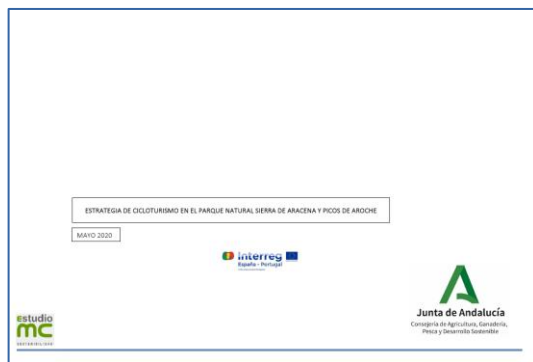 ESTRATEGIA DE CICLOTURISMO EN EL PARQUE NATURAL SIERRA DE ARACENA Y PICOS DE AROCHE
MAYO 2020
Interreg
España - Portugal
Junta de Andalucía
Consejería de Agricultura, Ganadería,
Pesca y Desarrollo Sostenible
estudio
mc
SOSTENIBILIDAD